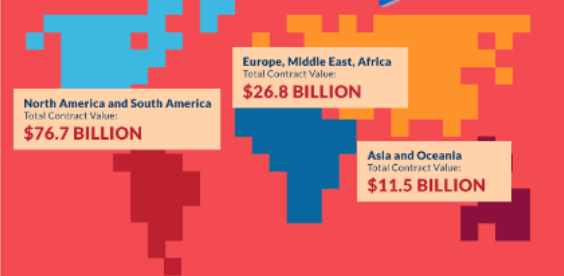 Europe, Middle East, Africa
Total Contract Value:
$26.8 BILLION
North America and South America
Total Contract Value:
$76.7 BILLION
Asia and Oceania
Total Contract Value:
$11.5 BILLION